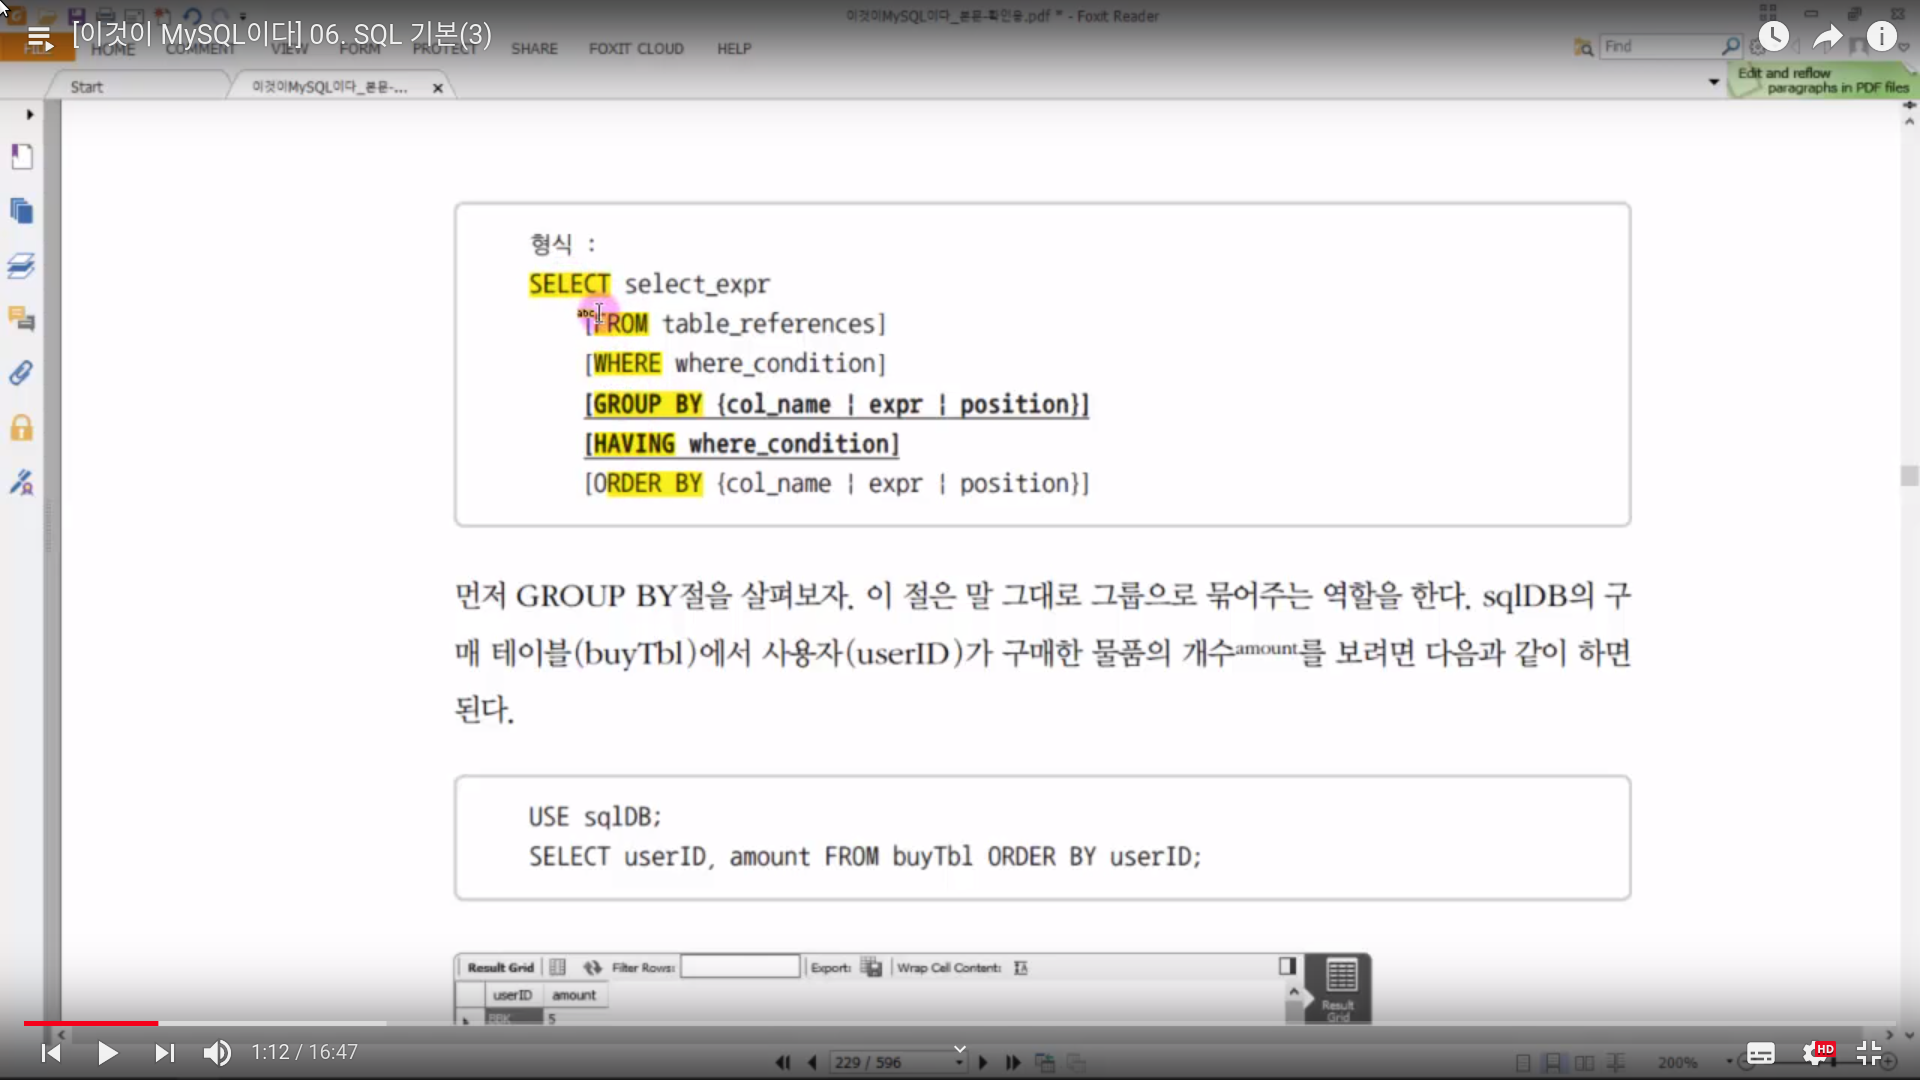 이것이MySQL이다_본문-확인용.pdf * - Foxit Reader
[이것이 MySQL이다] 06. SQL 기본(3)
FILE HOME COMMENT VIEW FORM PROTECT SHARE FOXIT CLOUD HELP
Find
Start
이것이MySQL이다_본문-...
Edit and reflow
paragraphs in PDF files
형식 :
SELECT select_expr
abc
[FROM table_references]
[WHERE where_condition]
[GROUP BY {col_name | expr | position}]
[HAVING where_condition]
[ORDER BY {col_name | expr | position}]
먼저 GROUP BY절을 살펴보자. 이 절은 말 그대로 그룹으로 묶어주는 역할을 한다. sqlDB의 구
매 테이블(buyTbl)에서 사용자(userID)가 구매한 물품의 개수amount를 보려면 다음과 같이 하면
된다.
USE sqlDB;
SELECT userID, amount FROM buyTbl ORDER BY userID;
Result Grid Filter Rows: Export: Wrap Cell Content:
userID amount
BBK 5
Result
Grid
1:12 / 16:47
229 / 596
HD
200%